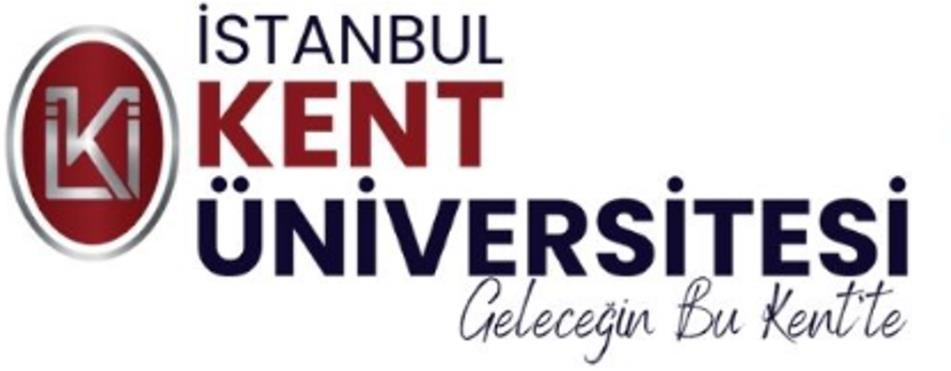 İSTANBUL
KENT
ÜNİVERSİTESİ
Geleceğin Bu Kent'te